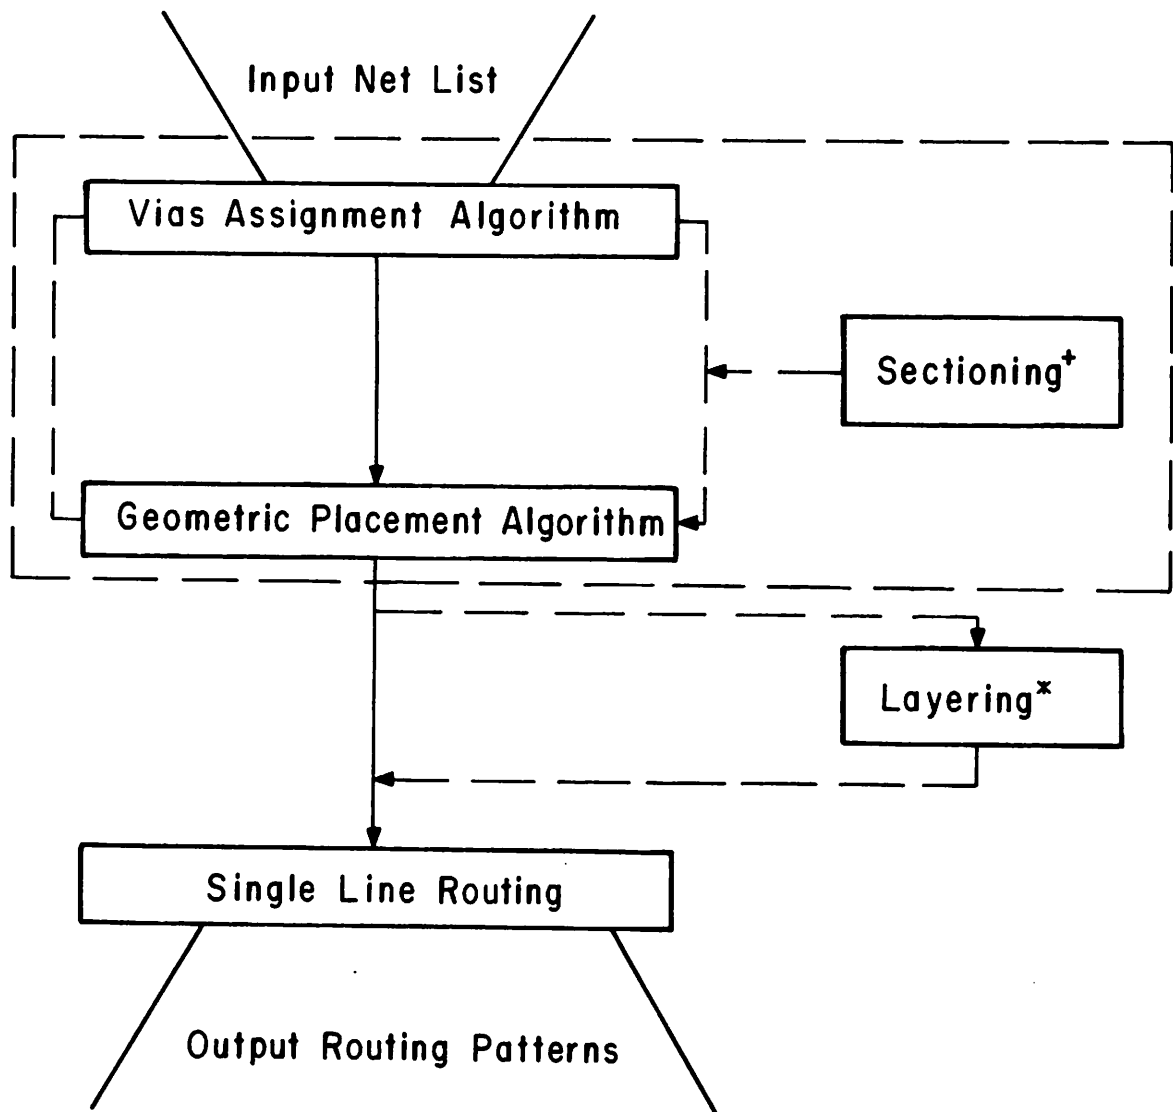 Input Net List
Vias Assignment Algorithm
Sectioning+
Geometric Placement Algorithm
Layering*
Single Line Routing
Output Routing Patterns